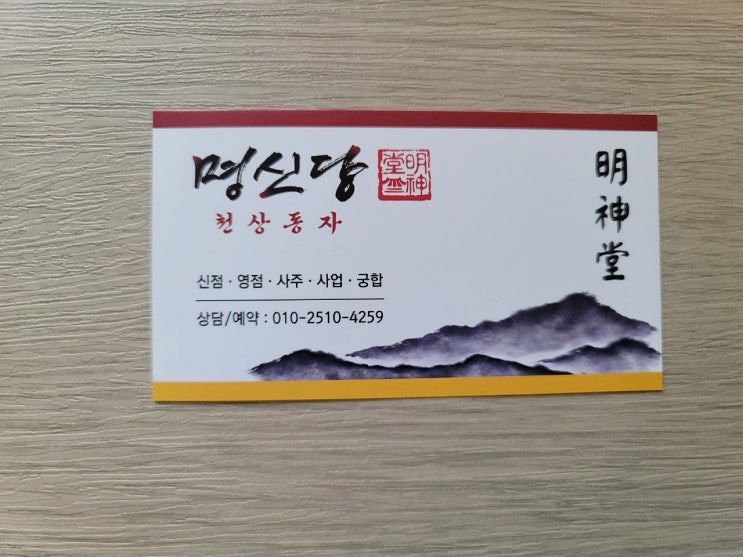 명신당
明神堂
천상동자
신점 · 영점 · 사주 · 사업 · 궁합
상담/예약 : 010-2510-4259
明神堂